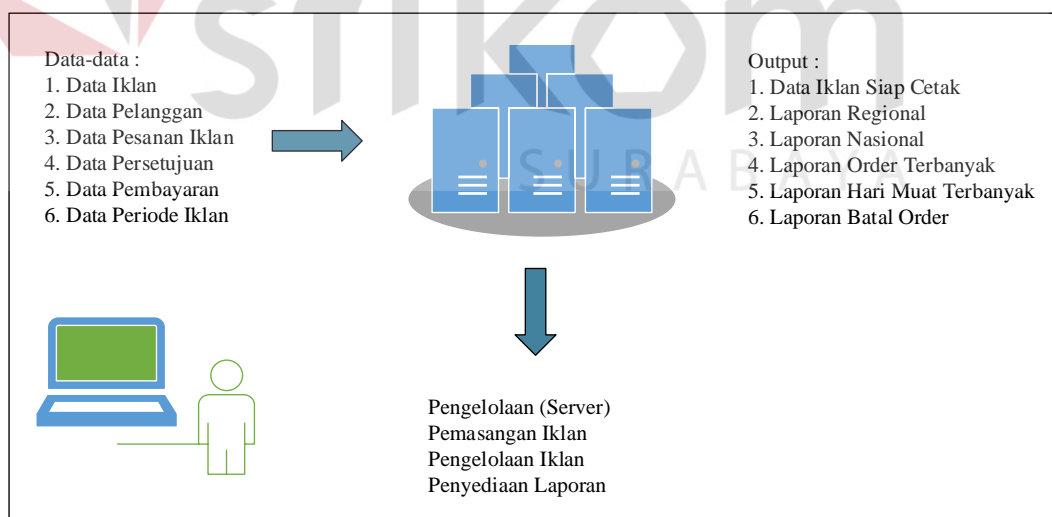 stikom
SURABAYA
Data-data :
1. Data Iklan
2. Data Pelanggan
3. Data Pesanan Iklan
4. Data Persetujuan
5. Data Pembayaran
6. Data Periode Iklan
Output :
1. Data Iklan Siap Cetak
2. Laporan Regional
3. Laporan Nasional
4. Laporan Order Terbanyak
5. Laporan Hari Muat Terbanyak
6. Laporan Batal Order
Pengelolaan (Server)
Pemasangan Iklan
Pengelolaan Iklan
Penyediaan Laporan